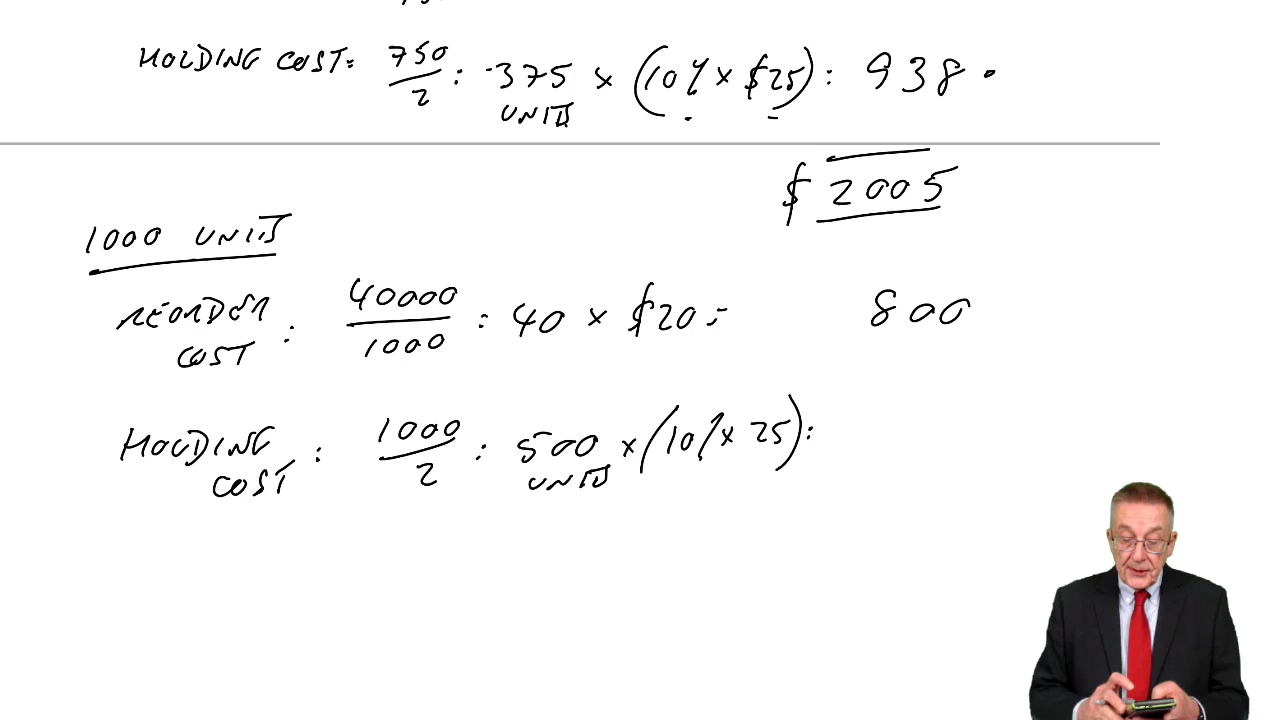 HOLDING COST: 750/2 : 375 × (10% × $25) : 938
UNITS
$ 2005
1000 UNITS
REORDER COST : 40000/1000 : 40 × $20 = 800
HOLDING COST : 1000/2 : 500 × (10% × 25) :
UNITS